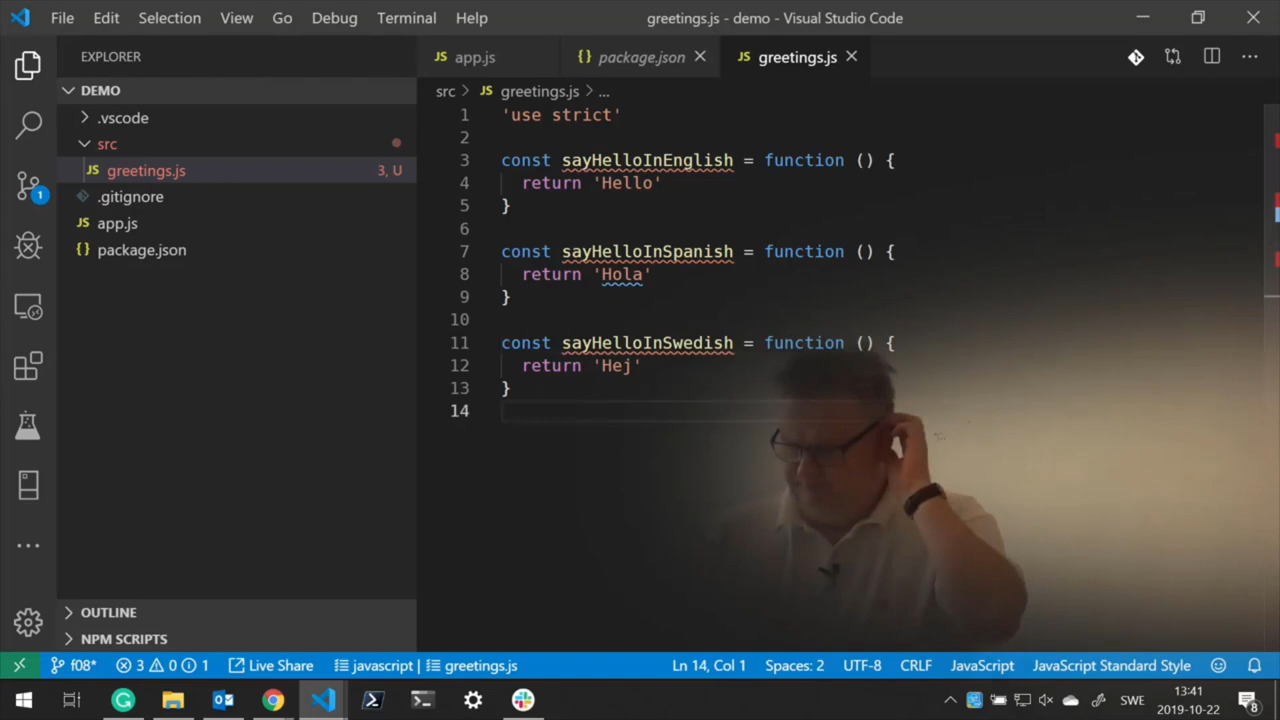 File Edit Selection View Go Debug Terminal Help greetings.js - demo - Visual Studio Code
EXPLORER
JS app.js {} package.json JS greetings.js
DEMO
src > JS greetings.js > ...
.vscode
src
JS greetings.js 3, U
.gitignore
JS app.js
{} package.json
1 'use strict'
2
3 const sayHelloInEnglish = function () {
4 return 'Hello'
5 }
6
7 const sayHelloInSpanish = function () {
8 return 'Hola'
9 }
10
11 const sayHelloInSwedish = function () {
12 return 'Hej'
13 }
14
1
OUTLINE
NPM SCRIPTS
f08* 3 0 1 Live Share javascript | greetings.js Ln 14, Col 1 Spaces: 2 UTF-8 CRLF JavaScript JavaScript Standard Style
SWE 13:41
2019-10-22 8